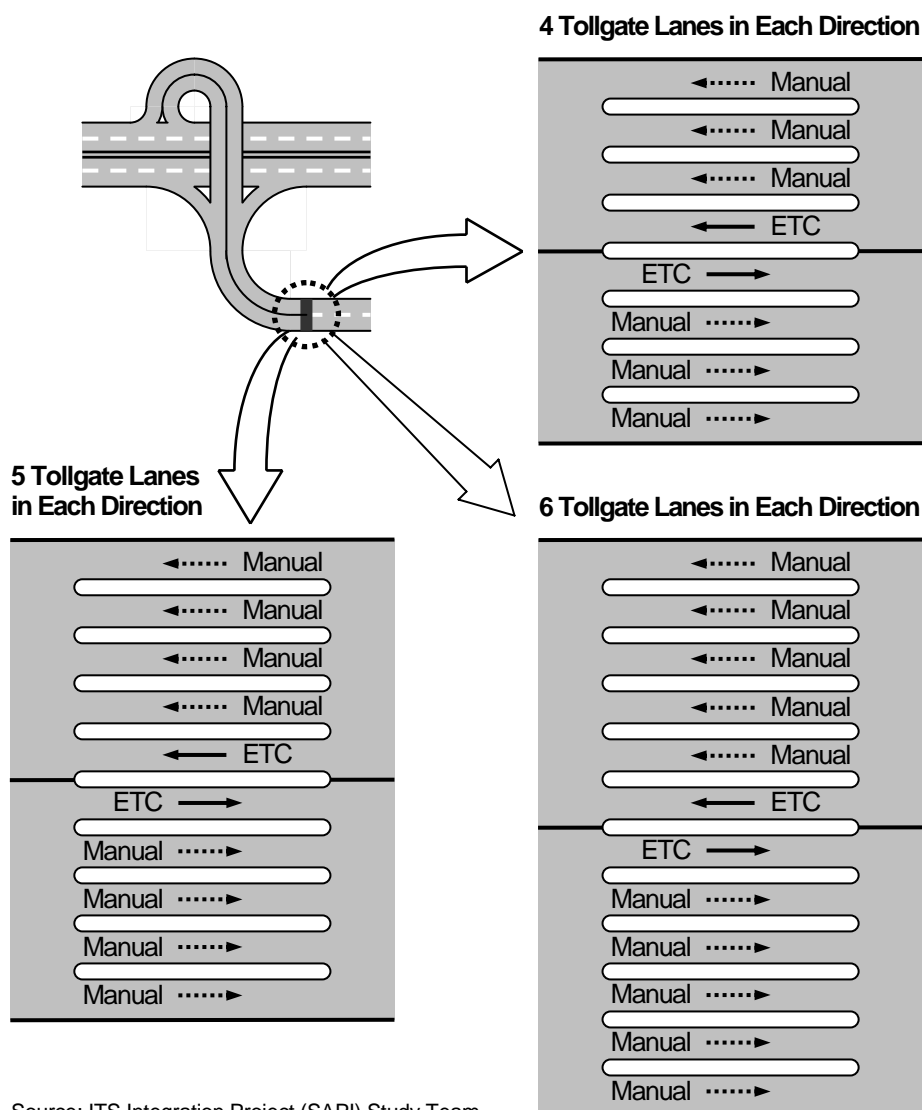 4 Tollgate Lanes in Each Direction
Manual
Manual
Manual
ETC
ETC
Manual
Manual
Manual
5 Tollgate Lanes
in Each Direction
Manual
Manual
Manual
Manual
ETC
ETC
Manual
Manual
Manual
Manual
6 Tollgate Lanes in Each Direction
Manual
Manual
Manual
Manual
Manual
ETC
ETC
Manual
Manual
Manual
Manual
Manual
Source: ITS Integration Project (SAPI) Study Team